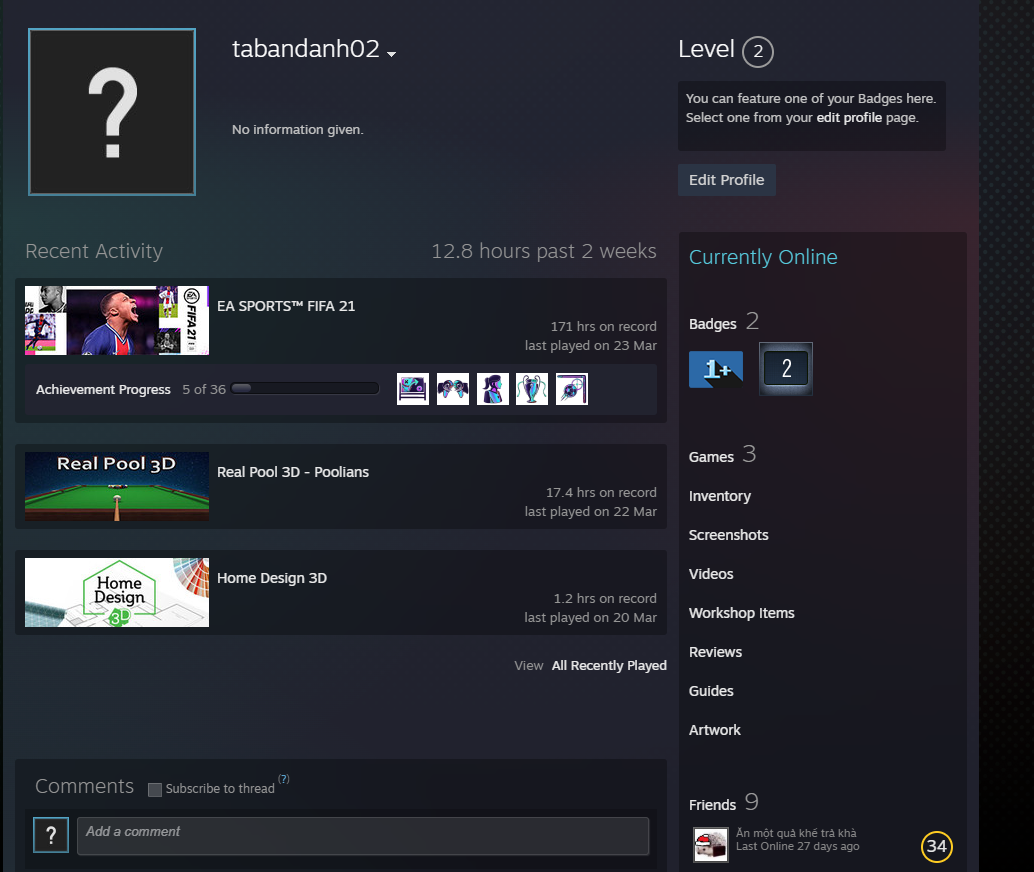 tabandanh02
No information given.
Level 2
You can feature one of your Badges here.
Select one from your edit profile page.
Edit Profile
Recent Activity
12.8 hours past 2 weeks
FIFA 21
EA SPORTS™ FIFA 21
171 hrs on record
last played on 23 Mar
Achievement Progress 5 of 36
Real Pool 3D
Real Pool 3D - Poolians
17.4 hrs on record
last played on 22 Mar
Home
Design
3D
Home Design 3D
1.2 hrs on record
last played on 20 Mar
View All Recently Played
Comments
Subscribe to thread (?)
Add a comment
Currently Online
Badges 2
1+
2
Games 3
Inventory
Screenshots
Videos
Workshop Items
Reviews
Guides
Artwork
Friends 9
Ăn một quả khế trả khà
Last Online 27 days ago
34